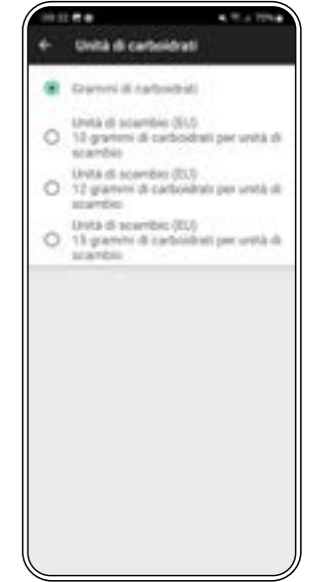 Unità di carboidrati
Grammi di carboidrati
Unità di scambio (EU)
10 grammi di carboidrati per unità di
scambio
Unità di scambio (EU)
12 grammi di carboidrati per unità di
scambio
Unità di scambio (EU)
15 grammi di carboidrati per unità di
scambio